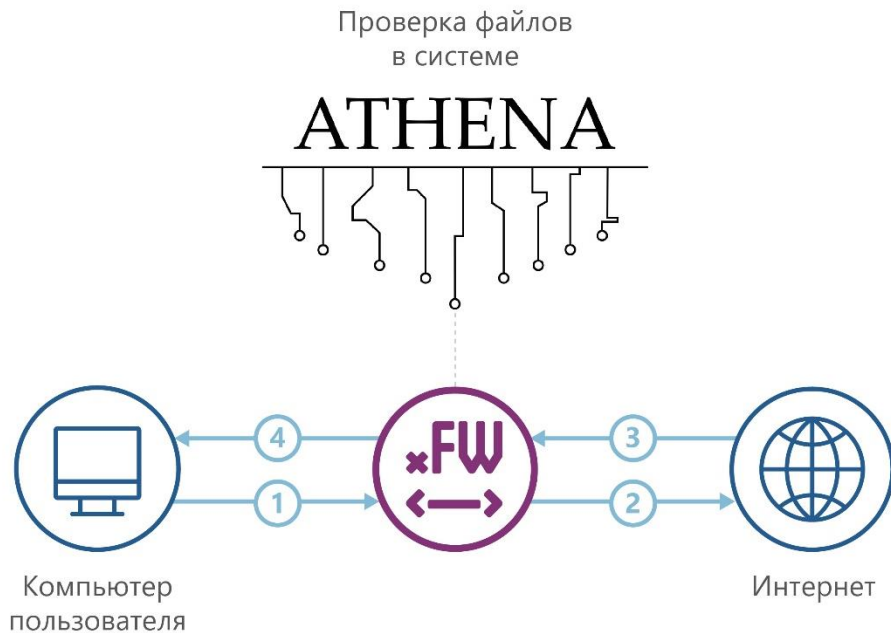 Проверка файлов
в системе
ATHENA
4
3
xFW
1
2
Компьютер
пользователя
Интернет